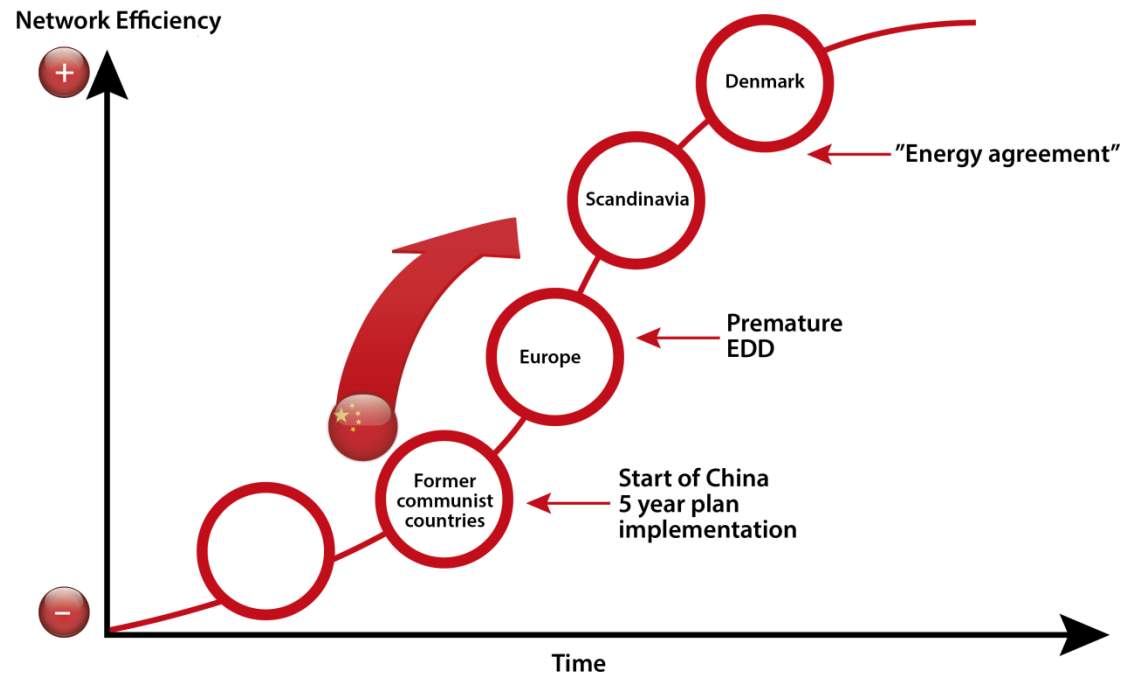 Network Efficiency
+
Denmark
"Energy agreement"
Scandinavia
Premature
EDD
Europe
Former
communist
countries
Start of China
5 year plan
implementation
−
Time